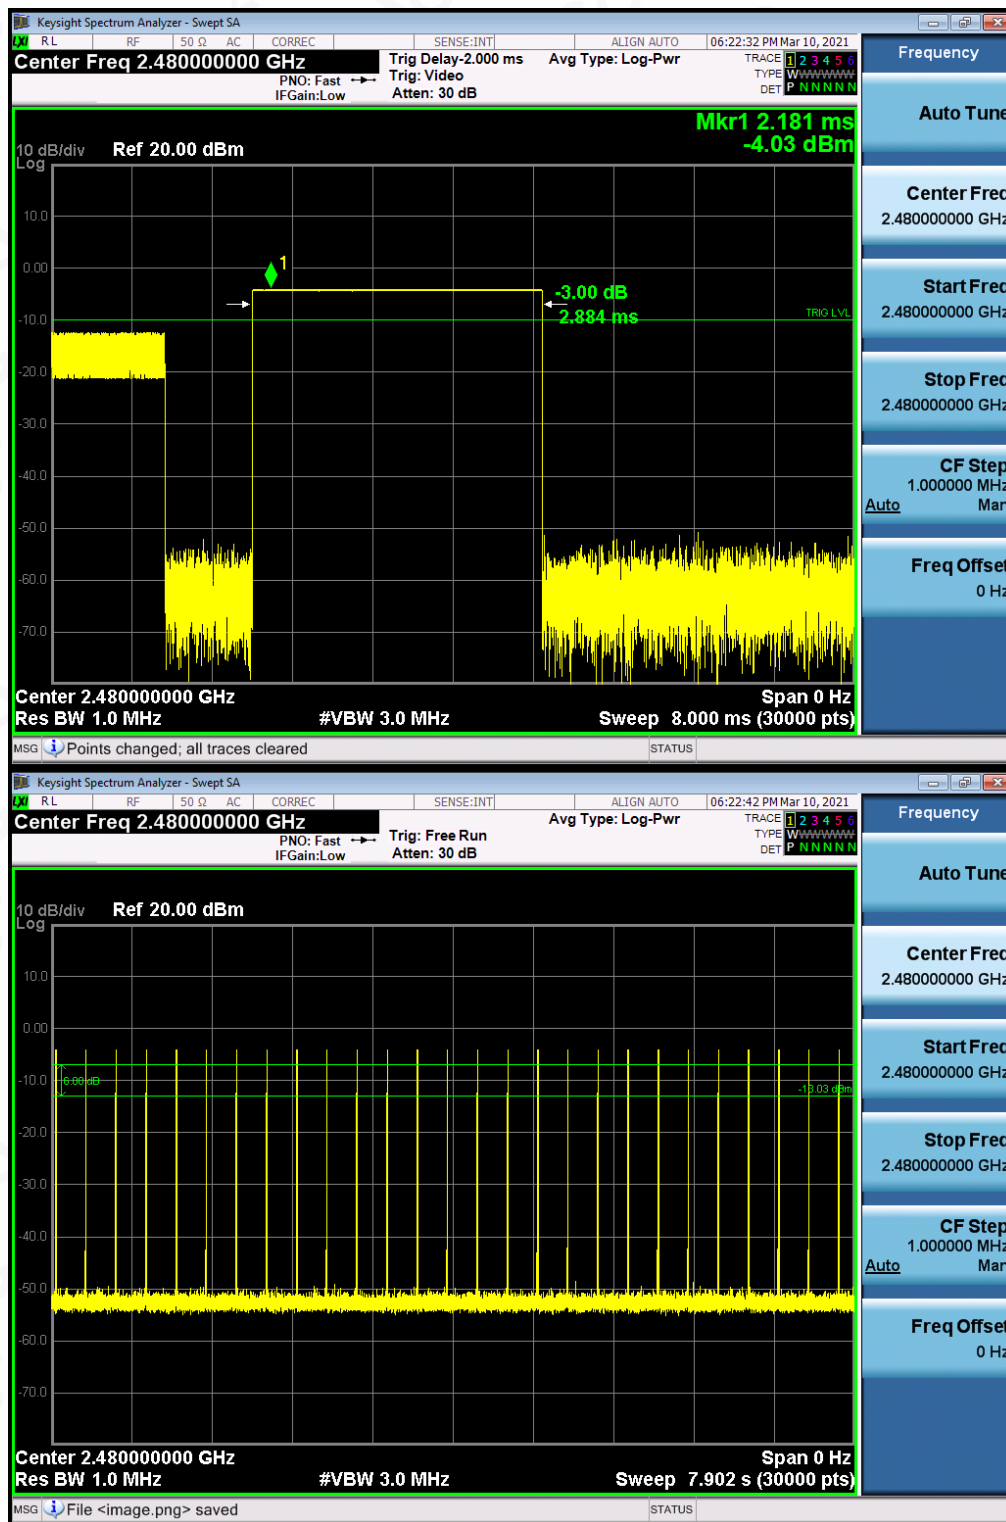 Keysight Spectrum Analyzer - Swept SA
LXI RL RF 50 Ω AC CORREC SENSE:INT ALIGN AUTO 06:22:32 PM Mar 10, 2021
Center Freq 2.480000000 GHz
PNO: Fast
IFGain:Low
Trig Delay-2.000 ms
Trig: Video
Atten: 30 dB
Avg Type: Log-Pwr
TRACE 1 2 3 4 5 6
TYPE WWWWWWW
DET P N N N N N
Frequency
Mkr1 2.181 ms
-4.03 dBm
10 dB/div Ref 20.00 dBm
Log
10.0
0.00
-10.0
-20.0
-30.0
-40.0
-50.0
-60.0
-70.0
1
-3.00 dB
2.884 ms
TRIG LVL
Center 2.480000000 GHz Span 0 Hz
Res BW 1.0 MHz #VBW 3.0 MHz Sweep 8.000 ms (30000 pts)
MSG Points changed; all traces cleared STATUS
Auto Tune
Center Freq
2.480000000 GHz
Start Freq
2.480000000 GHz
Stop Freq
2.480000000 GHz
CF Step
1.000000 MHz
Auto Man
Freq Offset
0 Hz
Keysight Spectrum Analyzer - Swept SA
LXI RL RF 50 Ω AC CORREC SENSE:INT ALIGN AUTO 06:22:42 PM Mar 10, 2021
Center Freq 2.480000000 GHz
PNO: Fast
IFGain:Low
Trig: Free Run
Atten: 30 dB
Avg Type: Log-Pwr
TRACE 1 2 3 4 5 6
TYPE WWWWWWW
DET P N N N N N
Frequency
10 dB/div Ref 20.00 dBm
Log
10.0
0.00
-10.0
-20.0
-30.0
-40.0
-50.0
-60.0
-70.0
6.00 dB
-13.03 dBm
Center 2.480000000 GHz Span 0 Hz
Res BW 1.0 MHz #VBW 3.0 MHz Sweep 7.902 s (30000 pts)
MSG File <image.png> saved STATUS
Auto Tune
Center Freq
2.480000000 GHz
Start Freq
2.480000000 GHz
Stop Freq
2.480000000 GHz
CF Step
1.000000 MHz
Auto Man
Freq Offset
0 Hz